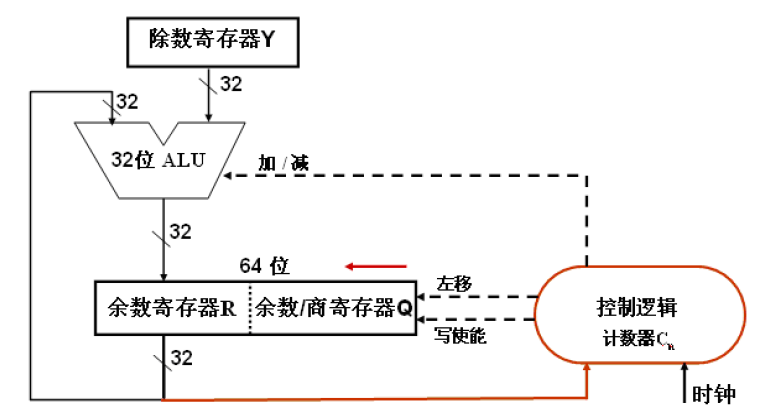 除数寄存器Y
32
32
32位 ALU
加 / 减
32
64 位
余数寄存器R
余数/商寄存器Q
左移
写使能
控制逻辑
计数器Cn
32
时钟